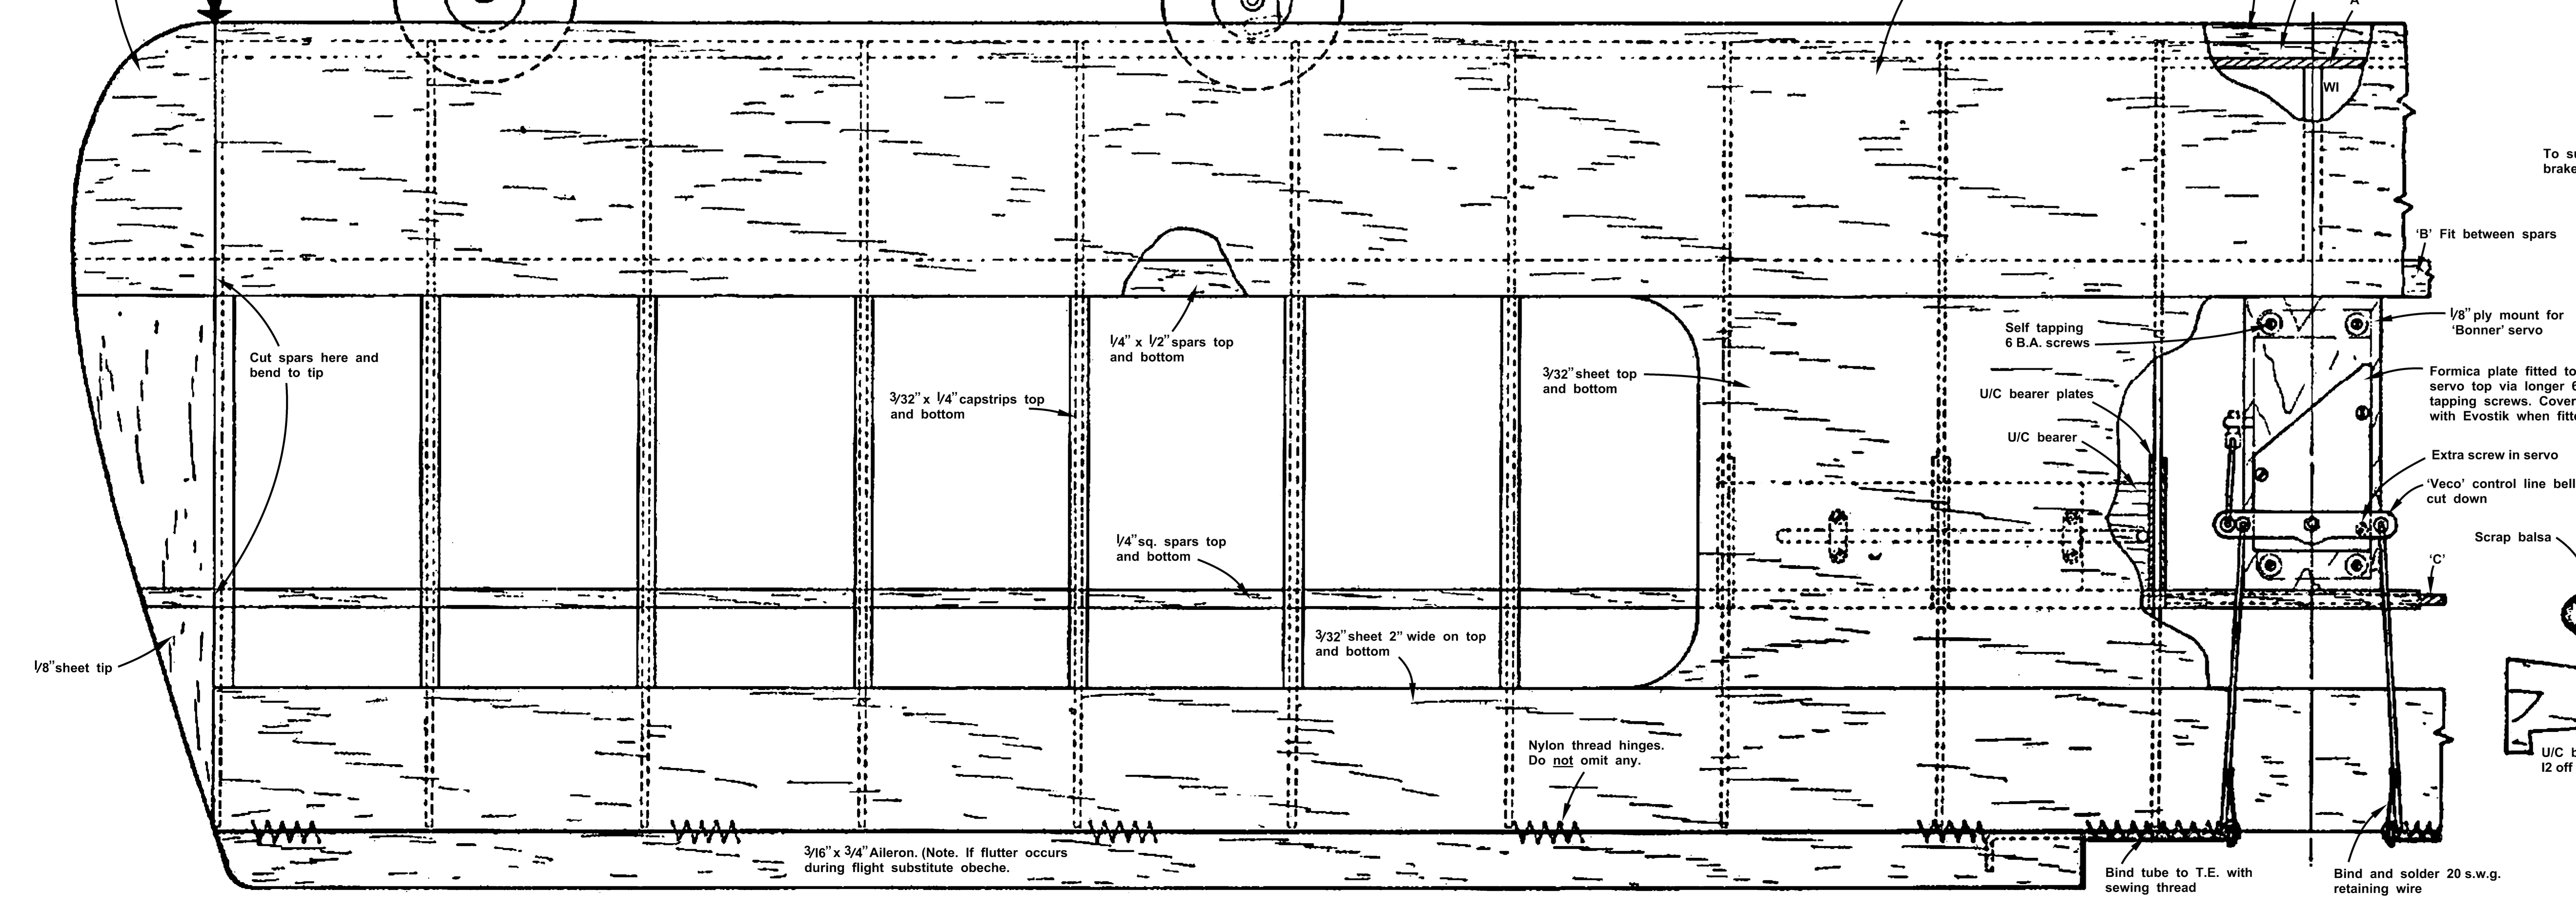 A
WI
To
brake
'B' Fit between spars
1/8" ply mount for
'Bonner' servo
Self tapping
6 B.A. screws
Cut spars here and
bend to tip
1/4" x 1/2" spars top
and bottom
3/32" sheet top
and bottom
Formica plate fitted to
servo top via longer 6
tapping screws. Cover
with Evostik when
3/32" x 1/4" capstrips top
and bottom
U/C bearer plates
U/C bearer
Extra screw in servo
'Veco' control line
cut down
Scrap balsa
1/4" sq. spars top
and bottom
'C'
3/32" sheet 2" wide on top
and bottom
1/8" sheet tip
Nylon thread hinges.
Do not omit any.
U/C
12 off
3/16" x 3/4" Aileron. (Note. If flutter occurs
during flight substitute obeche.
Bind tube to T.E. with
sewing thread
Bind and solder 20 s.w.g.
retaining wire